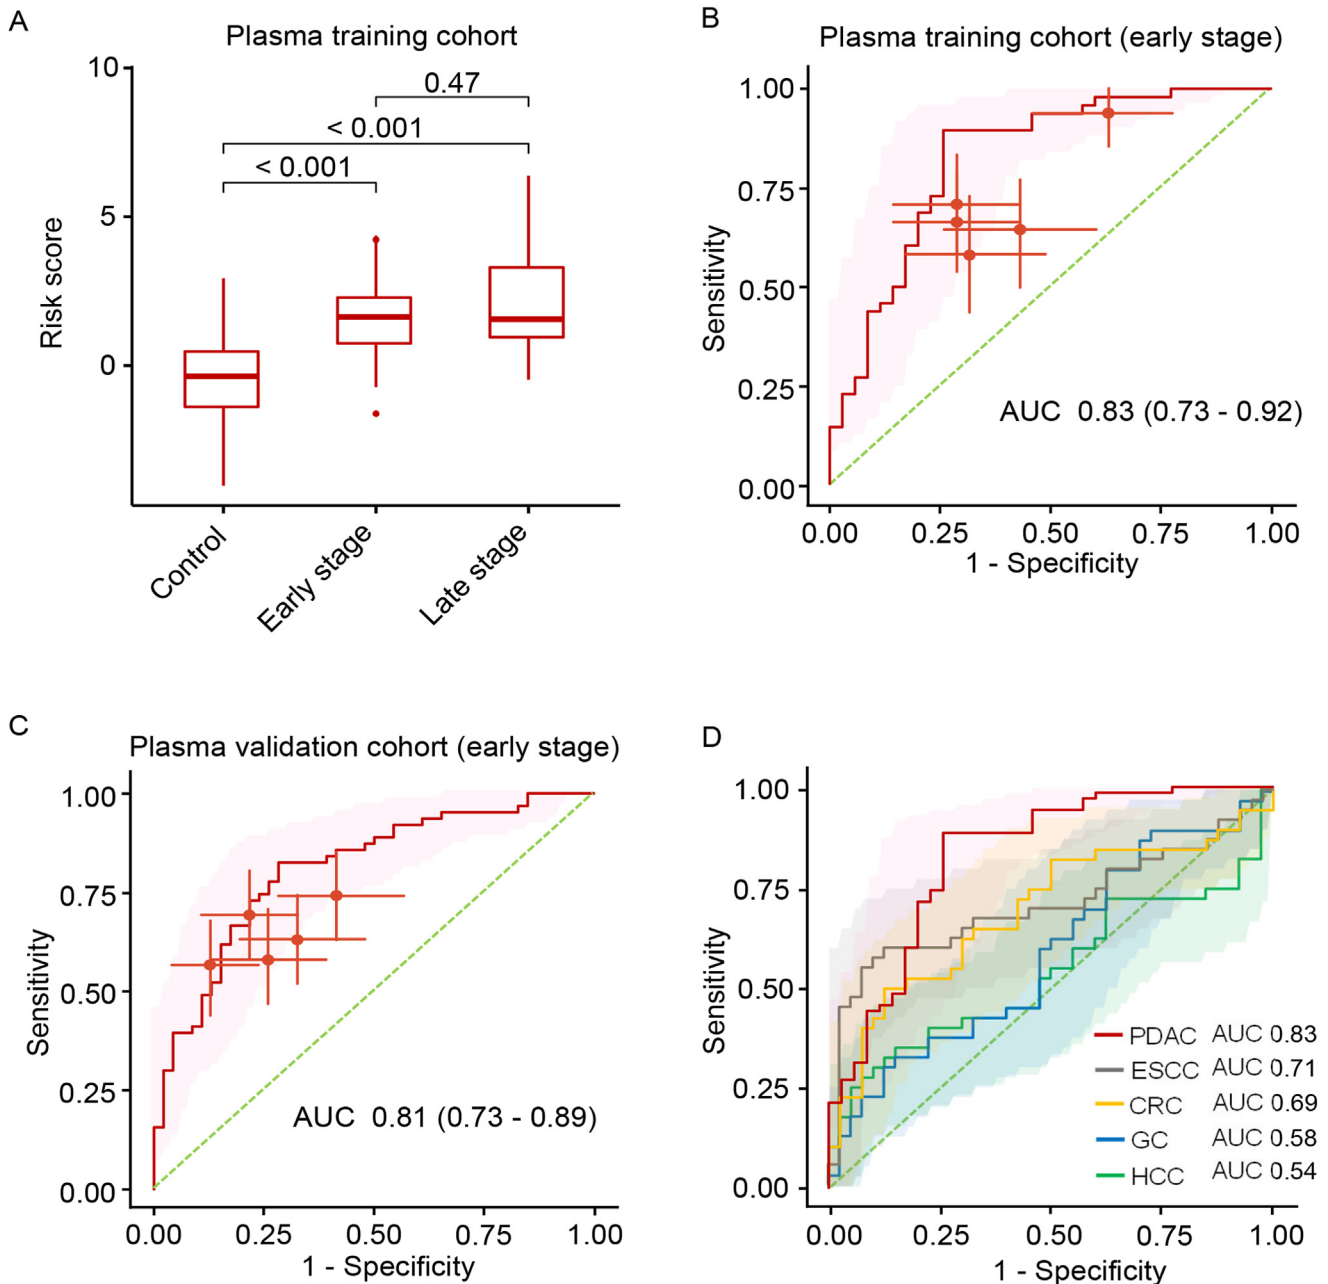 A
Plasma training cohort
10
5
0
Risk score
0.47
< 0.001
< 0.001
Control
Early stage
Late stage
B
Plasma training cohort (early stage)
1.00
0.75
0.50
0.25
0.00
Sensitivity
AUC 0.83 (0.73 - 0.92)
0.00 0.25 0.50 0.75 1.00
1 - Specificity
C
Plasma validation cohort (early stage)
1.00
0.75
0.50
0.25
0.00
Sensitivity
AUC 0.81 (0.73 - 0.89)
0.00 0.25 0.50 0.75 1.00
1 - Specificity
D
1.00
0.75
0.50
0.25
0.00
Sensitivity
PDAC AUC 0.83
ESCC AUC 0.71
CRC AUC 0.69
GC AUC 0.58
HCC AUC 0.54
0.00 0.25 0.50 0.75 1.00
1 - Specificity